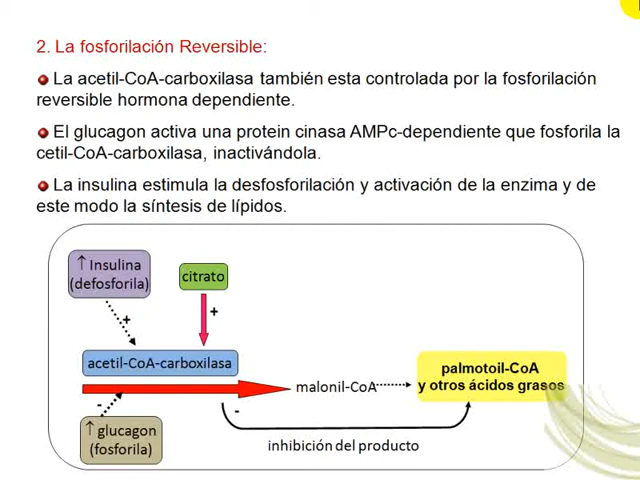 2. La fosforilación Reversible:
La acetil-CoA-carboxilasa también esta controlada por la fosforilación
reversible hormona dependiente.
El glucagon activa una protein cinasa AMPc-dependiente que fosforila la
cetil-CoA-carboxilasa, inactivándola.
La insulina estimula la desfosforilación y activación de la enzima y de
este modo la síntesis de lípidos.
↑ Insulina
(defosforila)
citrato
+
+
acetil-CoA-carboxilasa
malonil-CoA
palmotoil-CoA
y otros ácidos grasos
-
-
↑ glucagon
(fosforila)
inhibición del producto